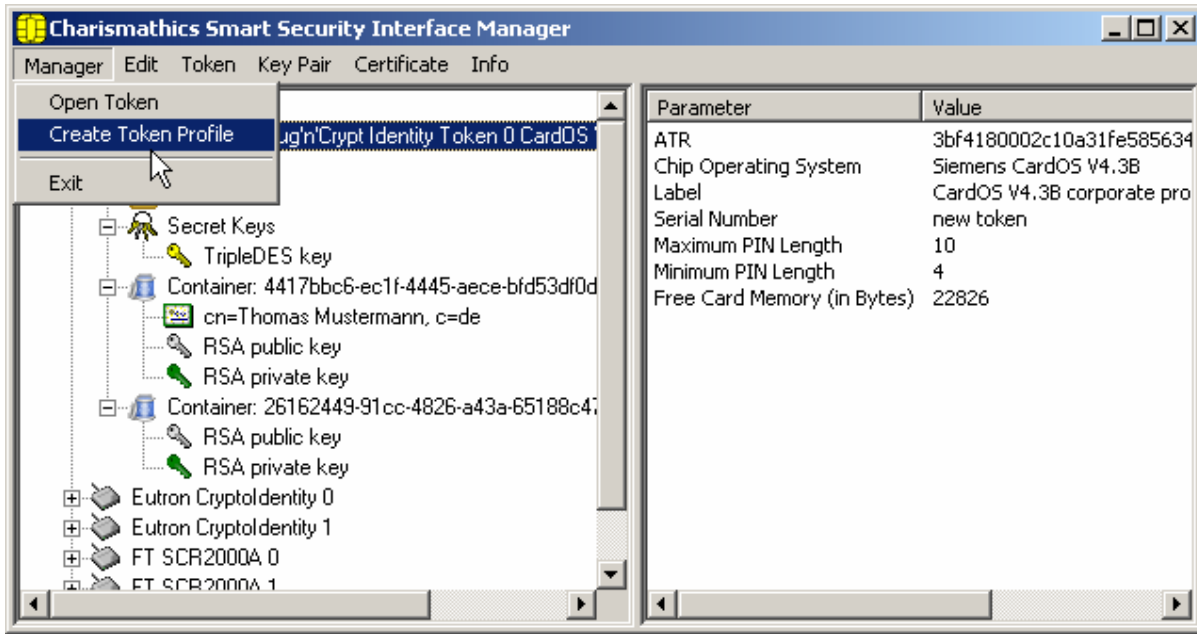 Charismathics Smart Security Interface Manager
Manager Edit Token Key Pair Certificate Info
Open Token
Create Token Profile
Exit
ug'n'Crypt Identity Token 0 CardOS
Secret Keys
TripleDES key
Container: 4417bbc6-ec1f-4445-aece-bfd53df0d
cn=Thomas Mustermann, c=de
RSA public key
RSA private key
Container: 26162449-91cc-4826-a43a-65188c47
RSA public key
RSA private key
Eutron CryptoIdentity 0
Eutron CryptoIdentity 1
FT SCR2000A 0
FT SCR2000A 1
Parameter Value
ATR 3bf4180002c10a31fe585634
Chip Operating System Siemens CardOS V4.3B
Label CardOS V4.3B corporate pro
Serial Number new token
Maximum PIN Length 10
Minimum PIN Length 4
Free Card Memory (in Bytes) 22826